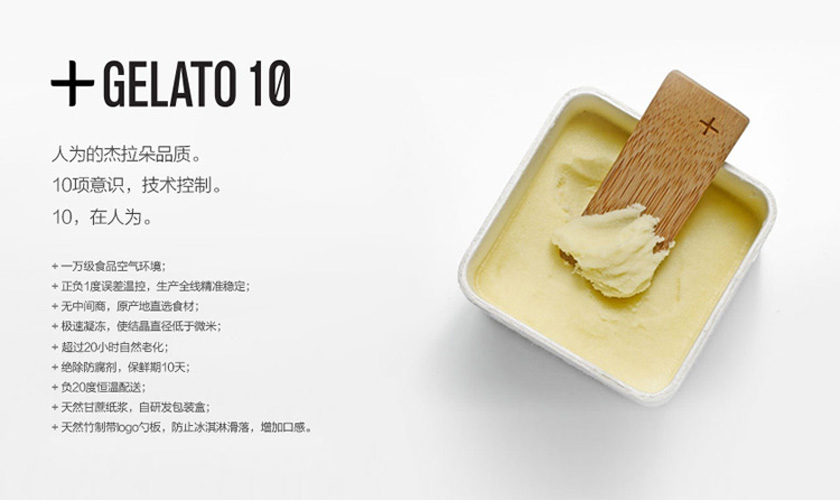 + GELATO 10
人为的杰拉朵品质。
10项意识，技术控制。
10，在人为。
+ 一万级食品空气环境；
+ 正负1度误差温控，生产全线精准稳定；
+ 无中间商，原产地直选食材；
+ 极速凝冻，使结晶直径低于微米；
+ 超过20小时自然老化；
+ 绝除防腐剂，保鲜期10天；
+ 负20度恒温配送；
+ 天然甘蔗纸浆，自研发包装盒；
+ 天然竹制带logo勺板，防止冰淇淋滑落，增加口感。
+